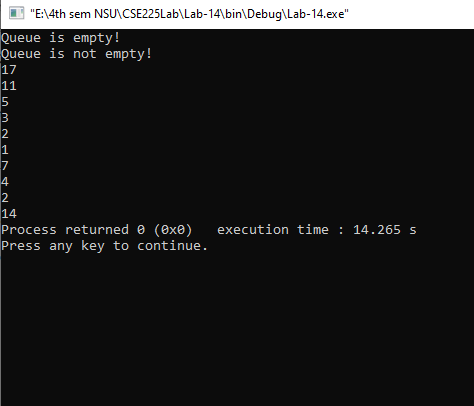 "E:\4th sem NSU\CSE225Lab\Lab-14\bin\Debug\Lab-14.exe"
Queue is empty!
Queue is not empty!
17
11
5
3
2
1
7
4
2
14
Process returned 0 (0x0)   execution time : 14.265 s
Press any key to continue.